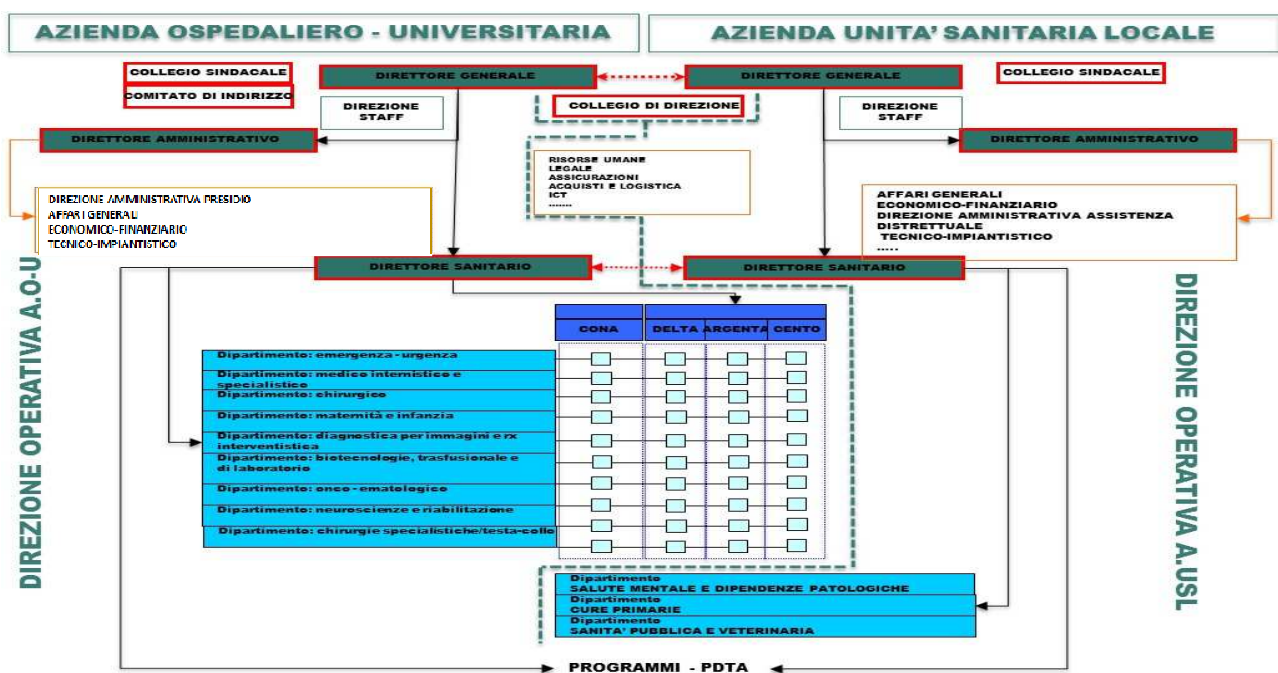 AZIENDA OSPEDALIERO - UNIVERSITARIA
AZIENDA UNITA' SANITARIA LOCALE
COLLEGIO SINDACALE
DIRETTORE GENERALE
DIRETTORE GENERALE
COLLEGIO SINDACALE
COMITATO DI INDIRIZZO
DIREZIONE
STAFF
COLLEGIO DI DIREZIONE
DIREZIONE
STAFF
DIRETTORE AMMINISTRATIVO
DIRETTORE AMMINISTRATIVO
RISORSE UMANE
LEGALE
ASSICURAZIONI
ACQUISTI E LOGISTICA
ICT
.......
DIREZIONE AMMINISTRATIVA PRESIDIO
AFFARI GENERALI
ECONOMICO-FINANZIARIO
TECNICO-IMPIANTISTICO
AFFARI GENERALI
ECONOMICO-FINANZIARIO
DIREZIONE AMMINISTRATIVA ASSISTENZA
DISTRETTUALE
TECNICO-IMPIANTISTICO
.....
DIRETTORE SANITARIO
DIRETTORE SANITARIO
DIREZIONE OPERATIVA A.O-U
DIREZIONE OPERATIVA A.USL
CONA
DELTA
ARGENTA
CENTO
Dipartimento: emergenza - urgenza
Dipartimento: medico internistico e
specialistico
Dipartimento: chirurgico
Dipartimento: maternità e infanzia
Dipartimento: diagnostica per immagini e rx
interventistica
Dipartimento: biotecnologie, trasfusionale e
di laboratorio
Dipartimento: onco - ematologico
Dipartimento: neuroscienze e riabilitazione
Dipartimento: chirurgie specialistiche/testa-collo
Dipartimento
SALUTE MENTALE E DIPENDENZE PATOLOGICHE
Dipartimento
CURE PRIMARIE
Dipartimento
SANITA' PUBBLICA E VETERINARIA
PROGRAMMI - PDTA